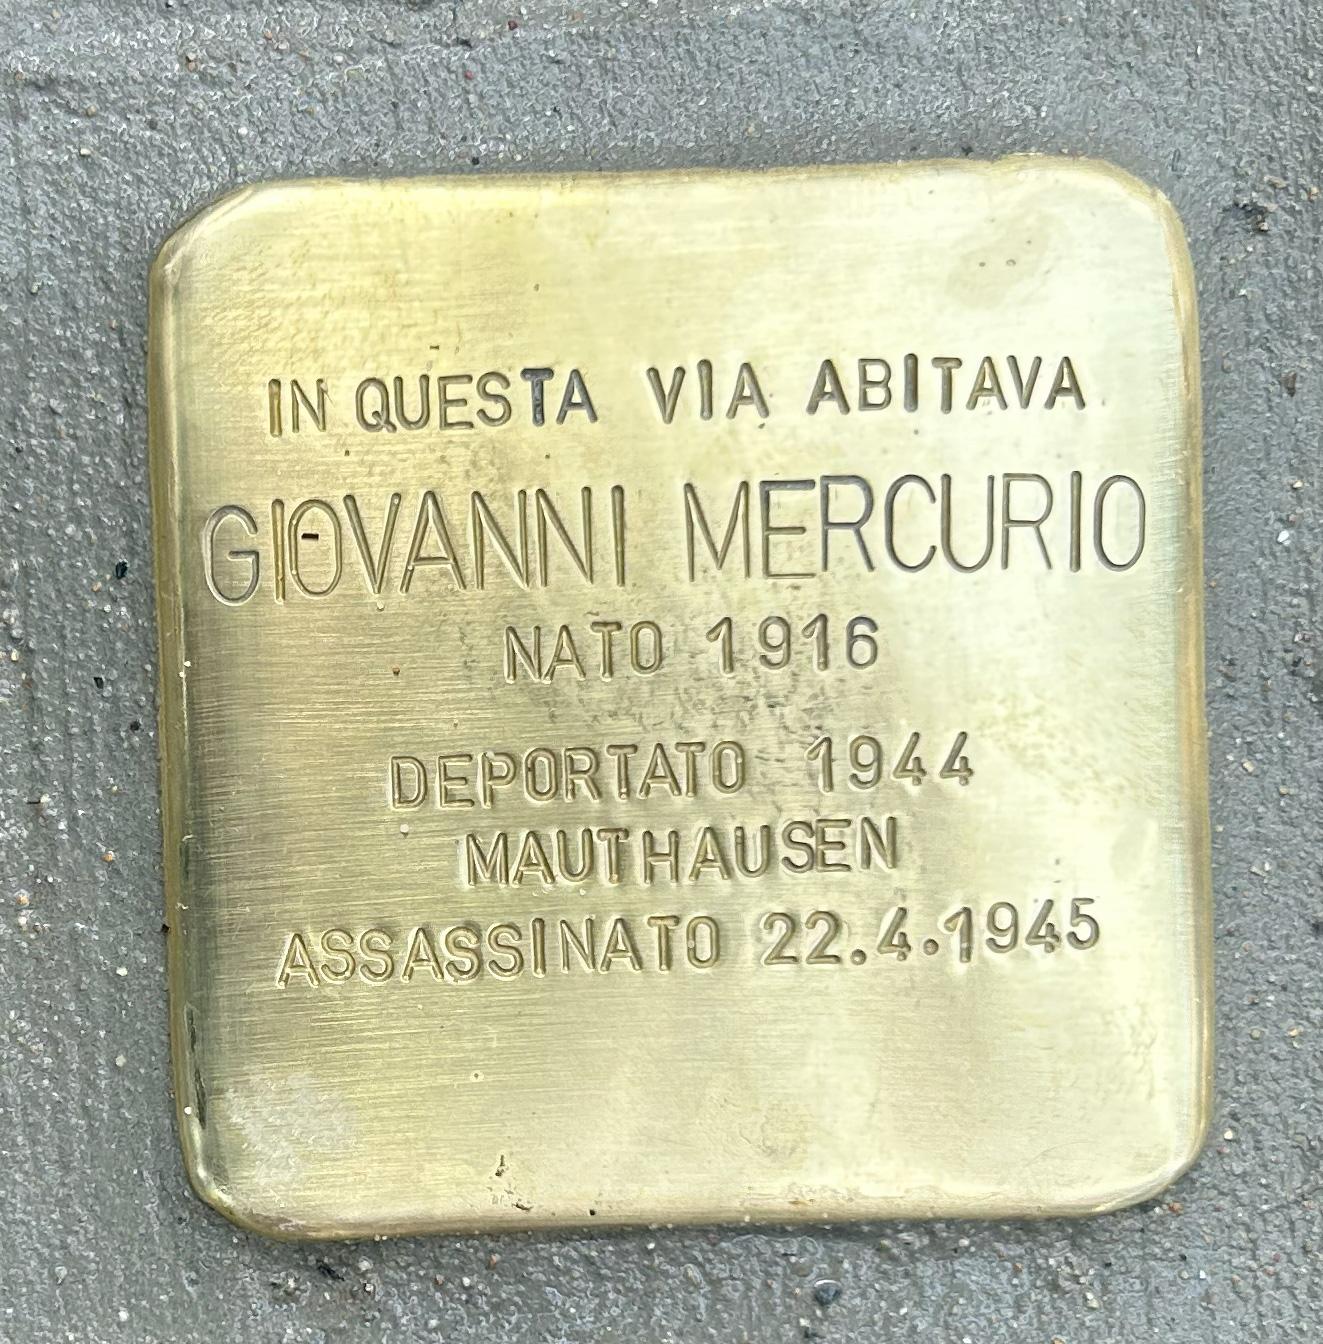 IN QUESTA VIA ABITAVA
GIOVANNI MERCURIO
NATO 1916
DEPORTATO 1944
MAUTHAUSEN
ASSASSINATO 22.4.1945